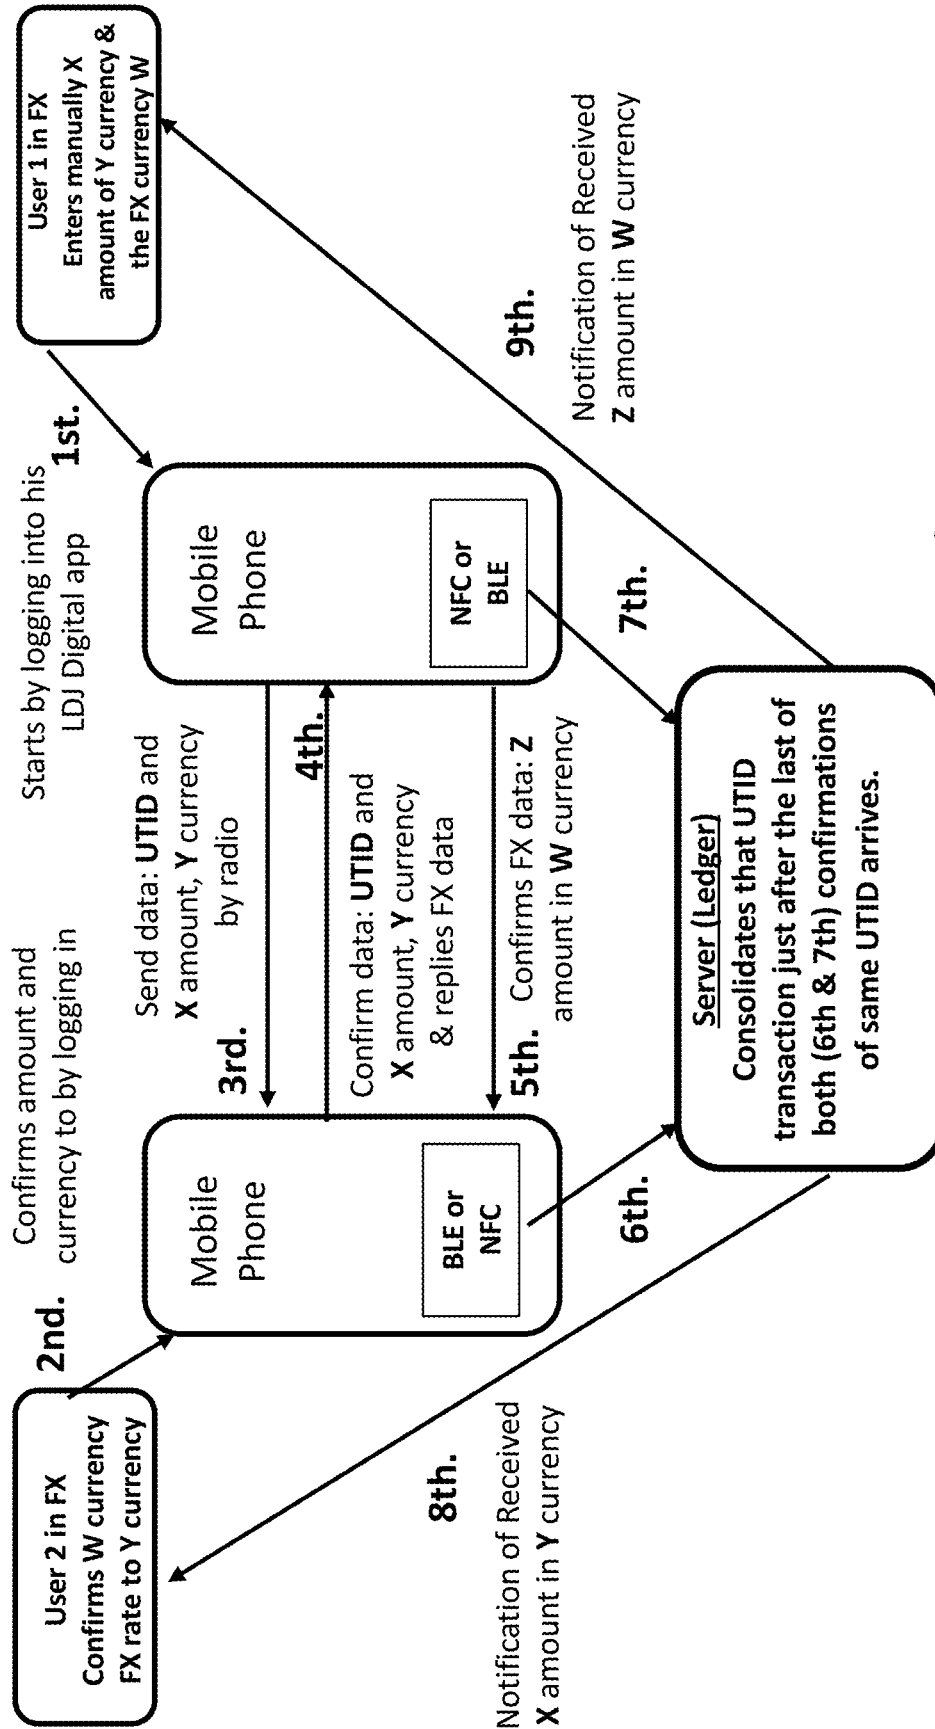 User 1 in FX
Enters manually X
amount of Y currency &
the FX currency W
1st.
Starts by logging into his
LDJ Digital app
Mobile
Phone
NFC or
BLE
User 2 in FX
Confirms W currency
FX rate to Y currency
2nd.
Confirms amount and
currency to by logging in
Mobile
Phone
BLE or
NFC
Send data: UTID and
X amount, Y currency
by radio
3rd.
4th.
Confirm data: UTID and
X amount, Y currency
& replies FX data
5th.
Confirms FX data: Z
amount in W currency
6th.
7th.
Server (Ledger)
Consolidates that UTID
transaction just after the last of
both (6th & 7th) confirmations
of same UTID arrives.
8th.
Notification of Received
X amount in Y currency
9th.
Notification of Received
Z amount in W currency